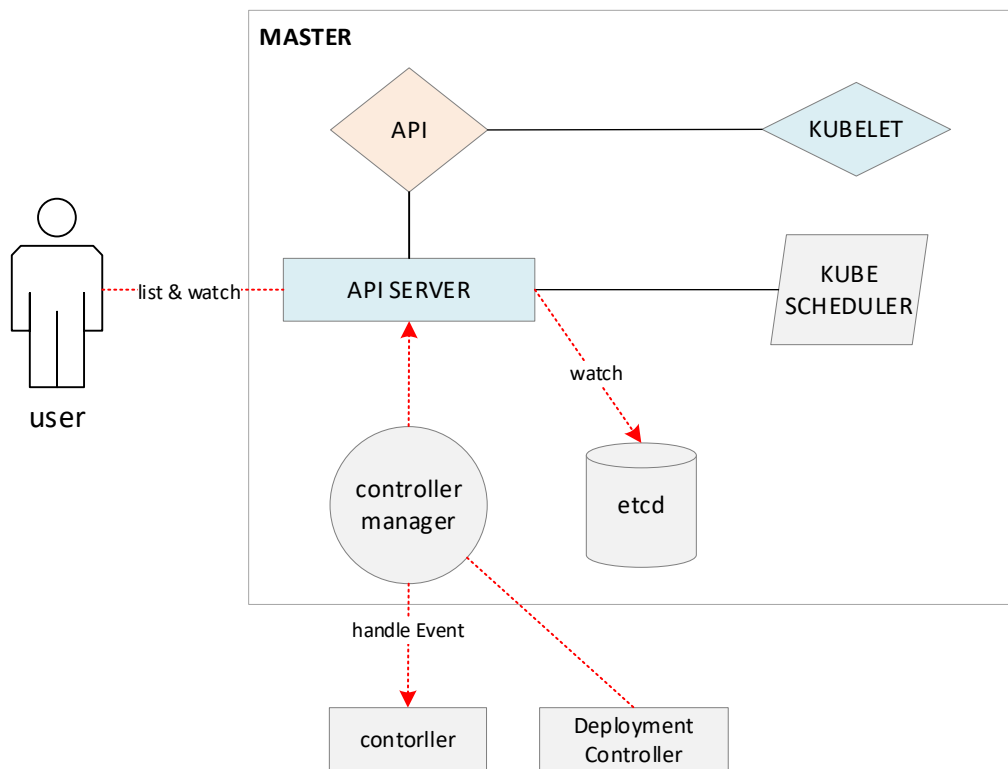 MASTER
API
KUBELET
API SERVER
KUBE
SCHEDULER
list & watch
user
watch
controller
manager
etcd
handle Event
contorller
Deployment
Controller